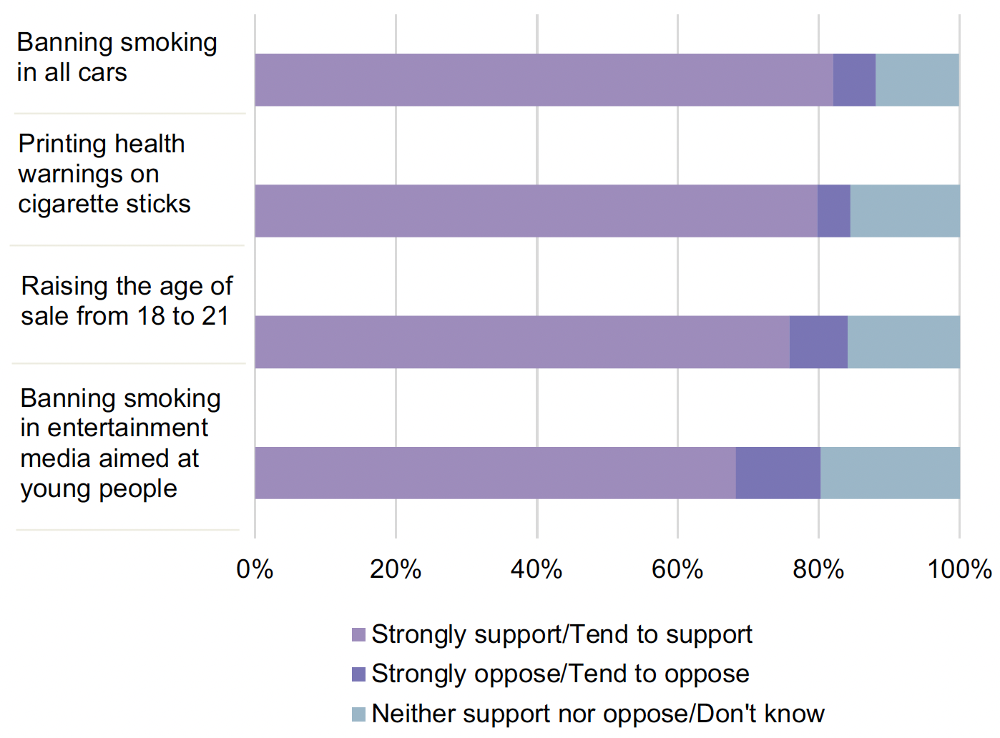 Banning smoking
in all cars
Printing health
warnings on
cigarette sticks
Raising the age of
sale from 18 to 21
Banning smoking
in entertainment
media aimed at
young people
0% 20% 40% 60% 80% 100%
Strongly support/Tend to support
Strongly oppose/Tend to oppose
Neither support nor oppose/Don't know